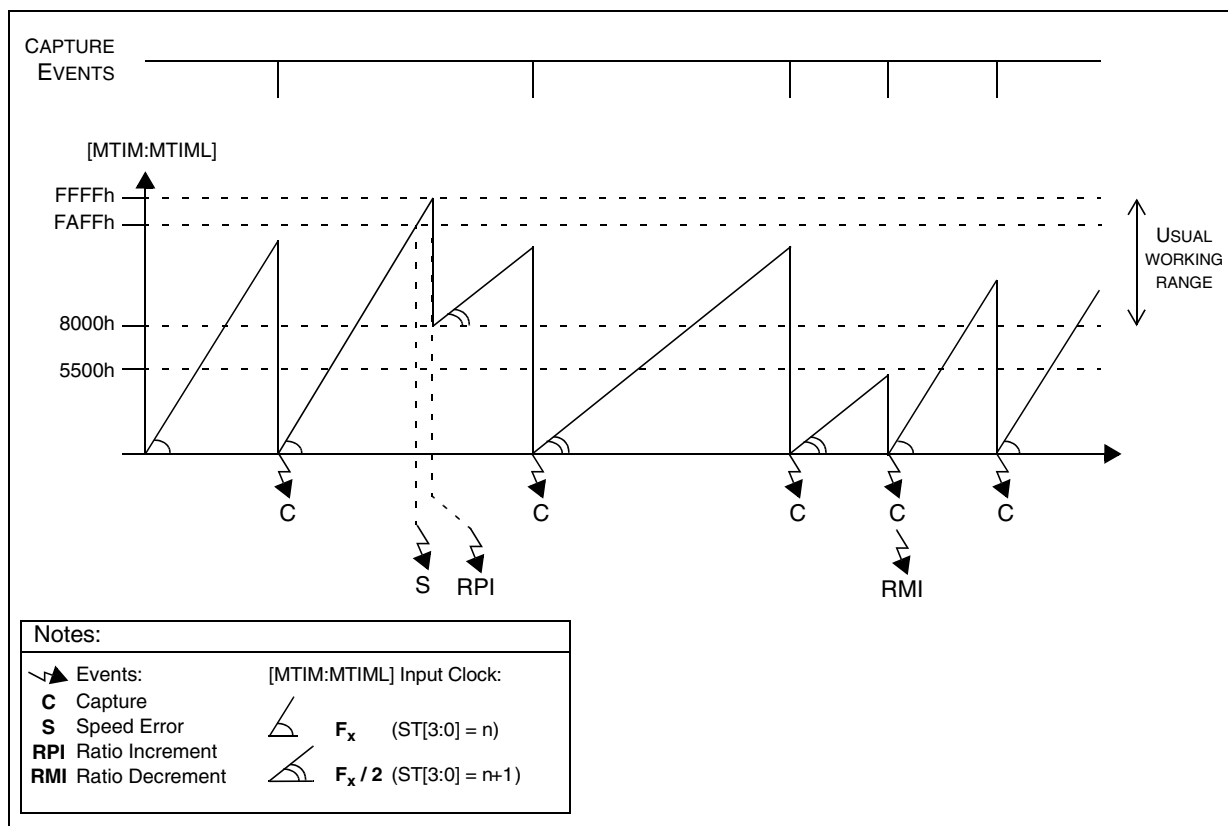 CAPTURE
EVENTS
[MTIM:MTIML]
FFFFh
FAFFh
8000h
5500h
USUAL
WORKING
RANGE
C
C
C
C
C
S
RPI
RMI
Notes:
Events:
C Capture
S Speed Error
RPI Ratio Increment
RMI Ratio Decrement
[MTIM:MTIML] Input Clock:
Fx (ST[3:0] = n)
Fx / 2 (ST[3:0] = n+1)